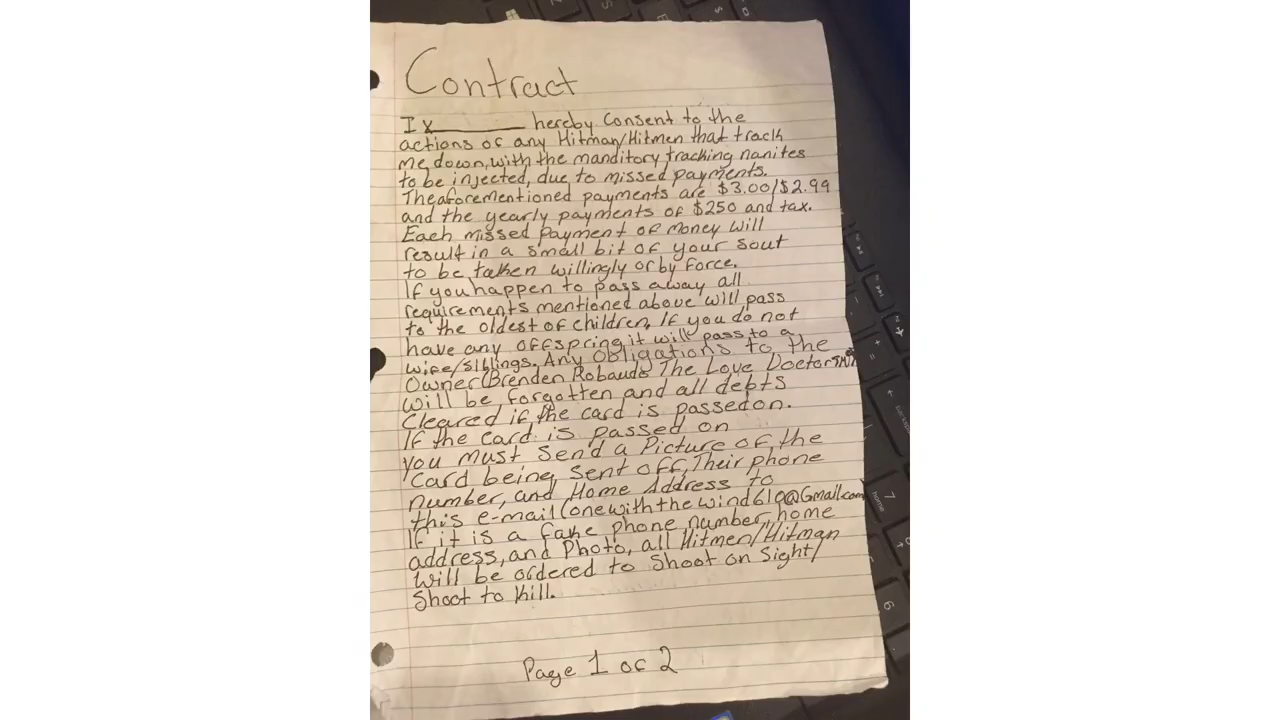 Contract
I x________ hereby Consent to the
actions of any Hitman/Hitmen that track
me down, with the manditory tracking nanites
to be injected, due to missed payments.
The aforementioned payments are $3.00/$2.99
and the yearly payments of $250 and tax.
Each missed payment of money will
result in a small bit of your soul
to be taken willingly or by force.
If you happen to pass away all
requirements mentioned above will pass
to the oldest of children. If you do not
have any offspring it will pass to a
wife/siblings. Any Obligations to the
Owner (Brenden The Love Doctor
will be forgotten and all debts
Cleared if the card is passed on.
If the card is passed on
you must send a Picture of the
Card being sent off, Their phone
number, and Home Address to
this e-mail (onewiththewind610@Gmail.com
If it is a fake phone number, home
address, and Photo, all Hitmen/Hitman
will be ordered to Shoot on Sight/
Shoot to kill.
Page 1 of 2